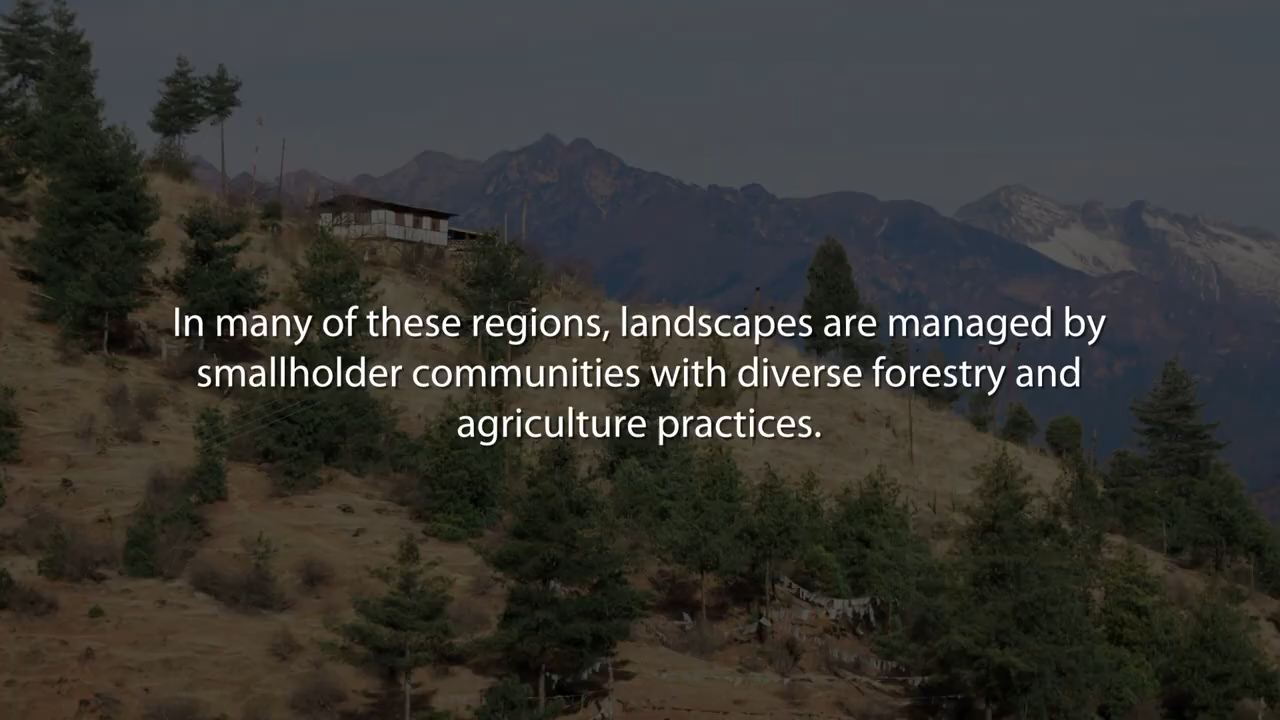 In many of these regions, landscapes are managed by
smallholder communities with diverse forestry and
agriculture practices.